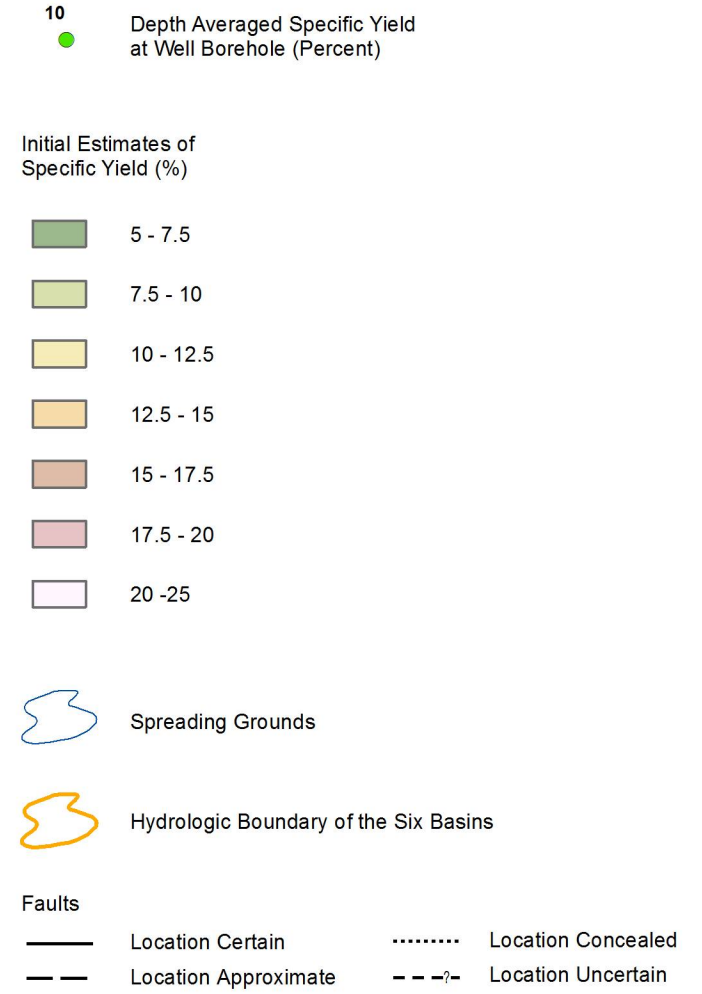 10
Depth Averaged Specific Yield
at Well Borehole (Percent)
Initial Estimates of
Specific Yield (%)
5 - 7.5
7.5 - 10
10 - 12.5
12.5 - 15
15 - 17.5
17.5 - 20
20 -25
Spreading Grounds
Hydrologic Boundary of the Six Basins
Faults
Location Certain
Location Concealed
Location Approximate
?
Location Uncertain